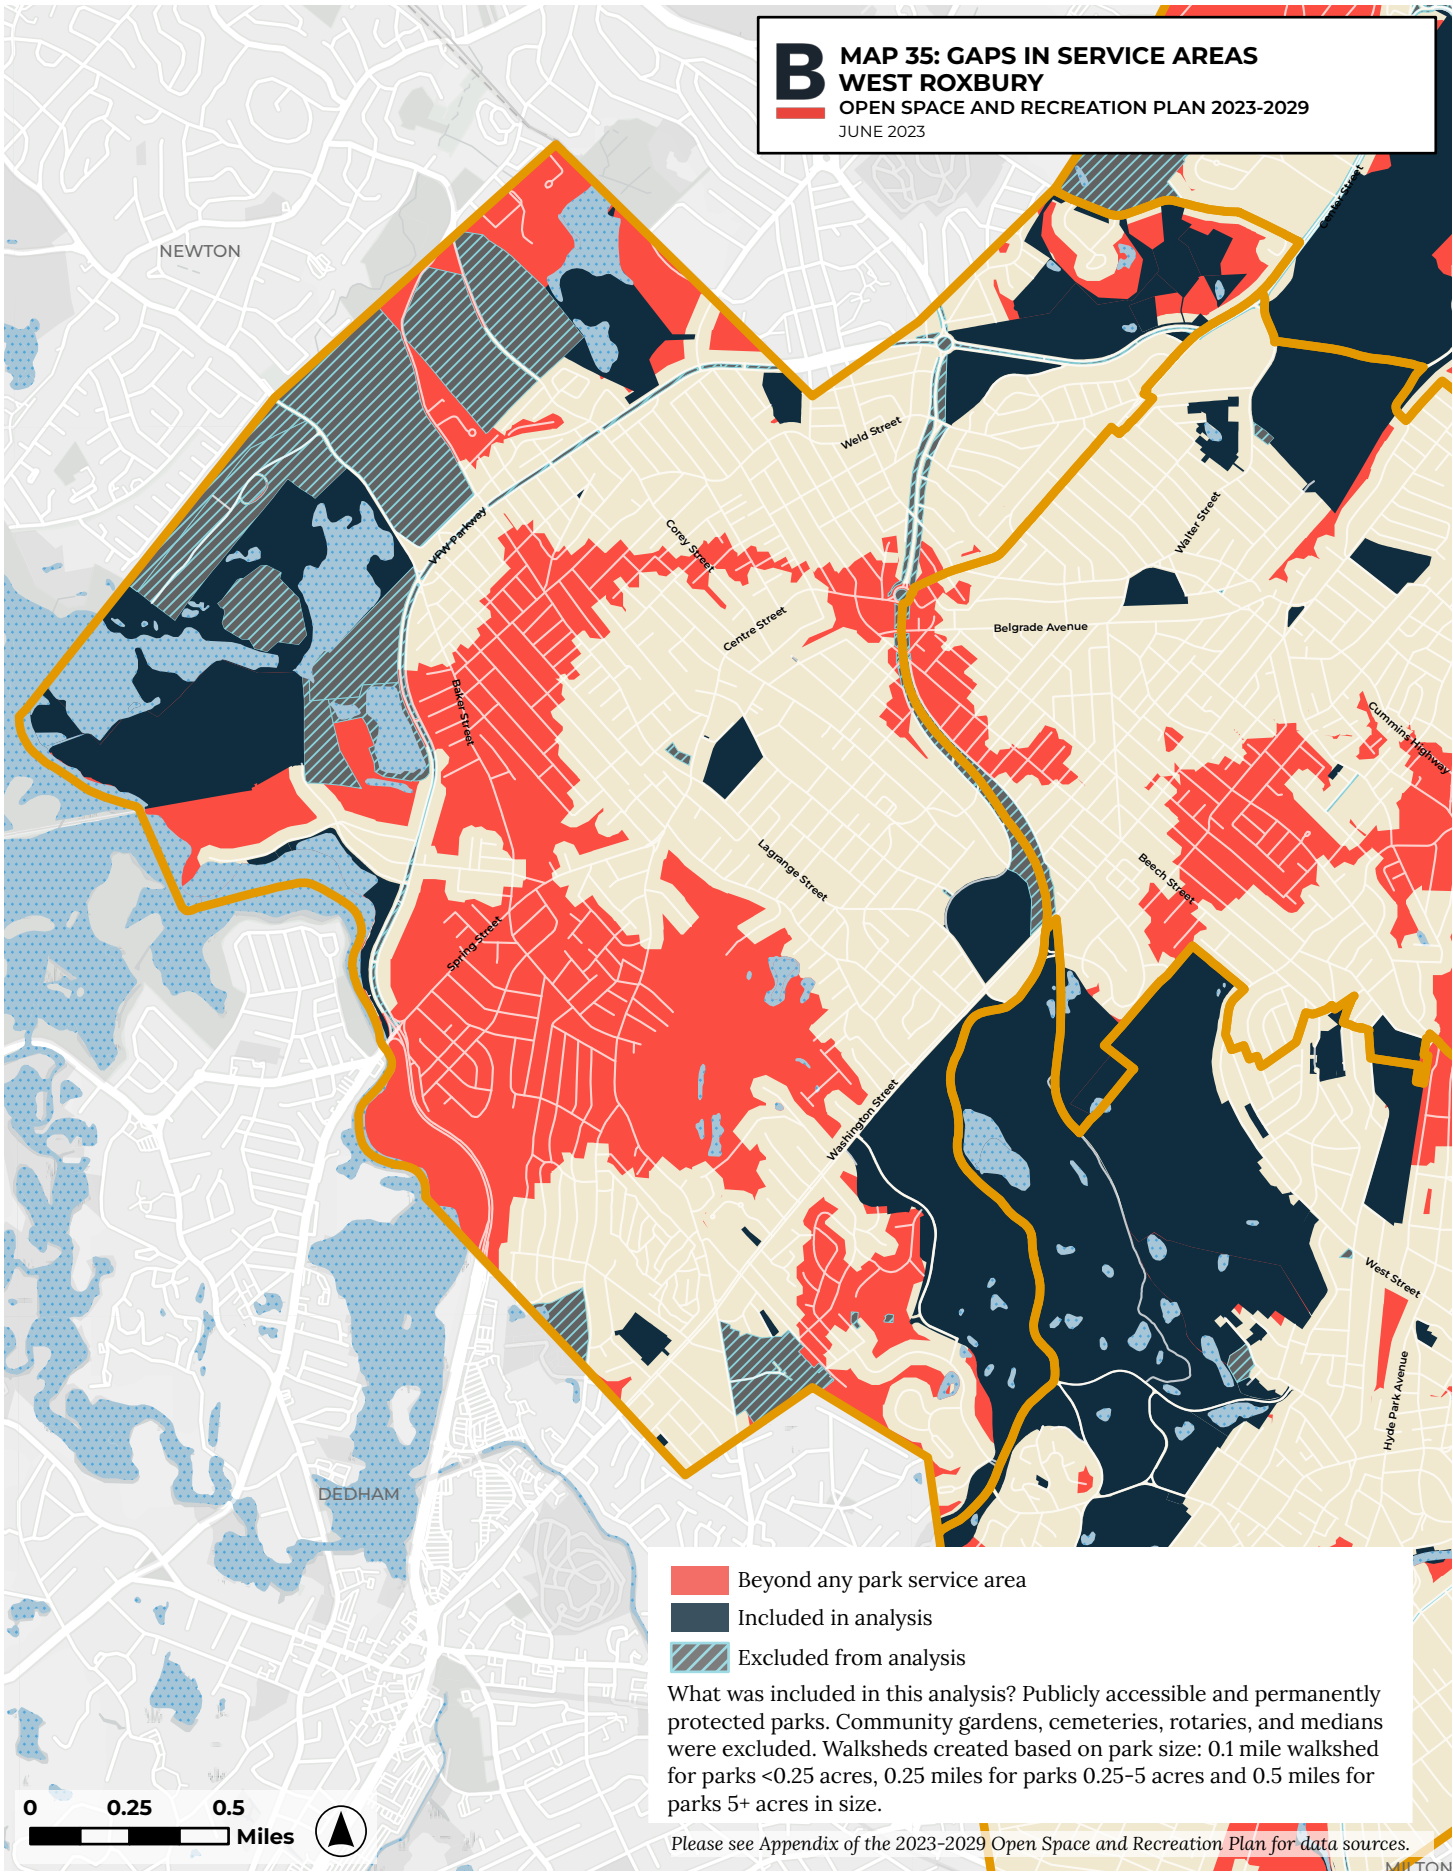 B
MAP 35: GAPS IN SERVICE AREAS
WEST ROXBURY
OPEN SPACE AND RECREATION PLAN 2023-2029
JUNE 2023
Center Street
NEWTON
Weld Street
VFW Parkway
Corey Street
Walter Street
Centre Street
Belgrade Avenue
Baker Street
Cummins Highway
Lagrange Street
Beech Street
Spring Street
Washington Street
West Street
Hyde Park Avenue
DEDHAM
Beyond any park service area
Included in analysis
Excluded from analysis
What was included in this analysis? Publicly accessible and permanently
protected parks. Community gardens, cemeteries, rotaries, and medians
were excluded. Walksheds created based on park size: 0.1 mile walkshed
for parks <0.25 acres, 0.25 miles for parks 0.25-5 acres and 0.5 miles for
parks 5+ acres in size.
0 0.25 0.5
Miles
Please see Appendix of the 2023-2029 Open Space and Recreation Plan for data sources.
MILTON